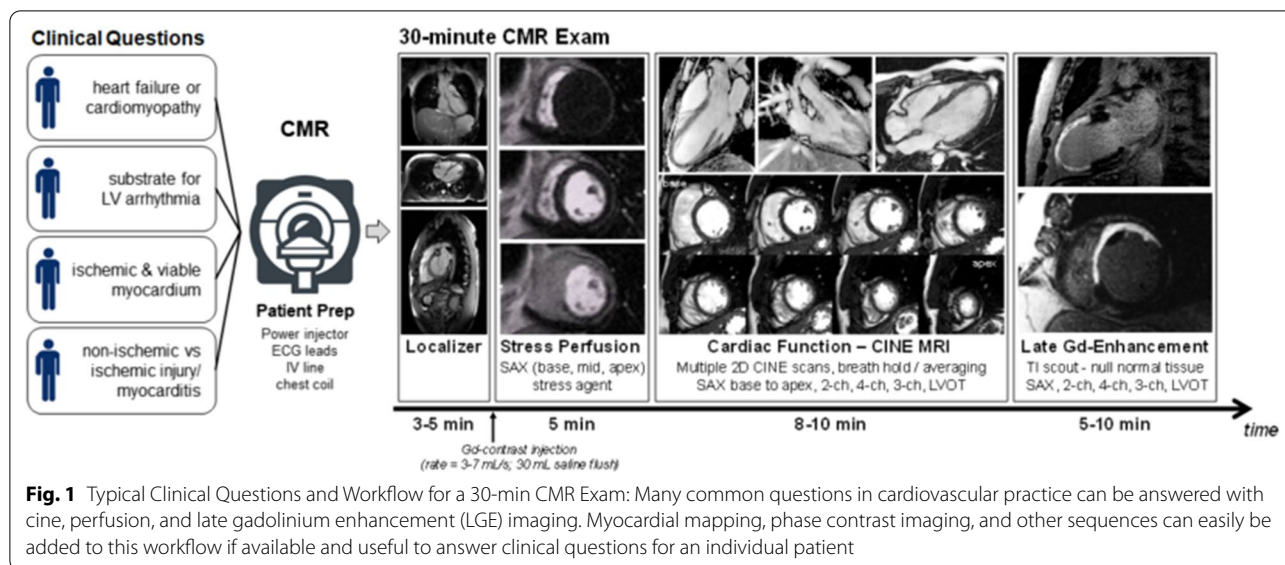 Clinical Questions
heart failure or
cardiomyopathy
substrate for
LV arrhythmia
ischemic & viable
myocardium
non-ischemic vs
ischemic injury/
myocarditis
CMR
Patient Prep
Power injector
ECG leads
IV line
chest coil
30-minute CMR Exam
Localizer
Stress Perfusion
SAX (base, mid, apex)
stress agent
base
apex
Cardiac Function – CINE MRI
Multiple 2D CINE scans, breath hold / averaging
SAX base to apex, 2-ch, 4-ch, 3-ch, LVOT
Late Gd-Enhancement
TI scout - null normal tissue
SAX, 2-ch, 4-ch, 3-ch, LVOT
3-5 min
5 min
8-10 min
5-10 min
time
Gd-contrast injection
(rate = 3-7 mL/s; 30 mL saline flush)
Fig. 1 Typical Clinical Questions and Workflow for a 30-min CMR Exam: Many common questions in cardiovascular practice can be answered with
cine, perfusion, and late gadolinium enhancement (LGE) imaging. Myocardial mapping, phase contrast imaging, and other sequences can easily be
added to this workflow if available and useful to answer clinical questions for an individual patient